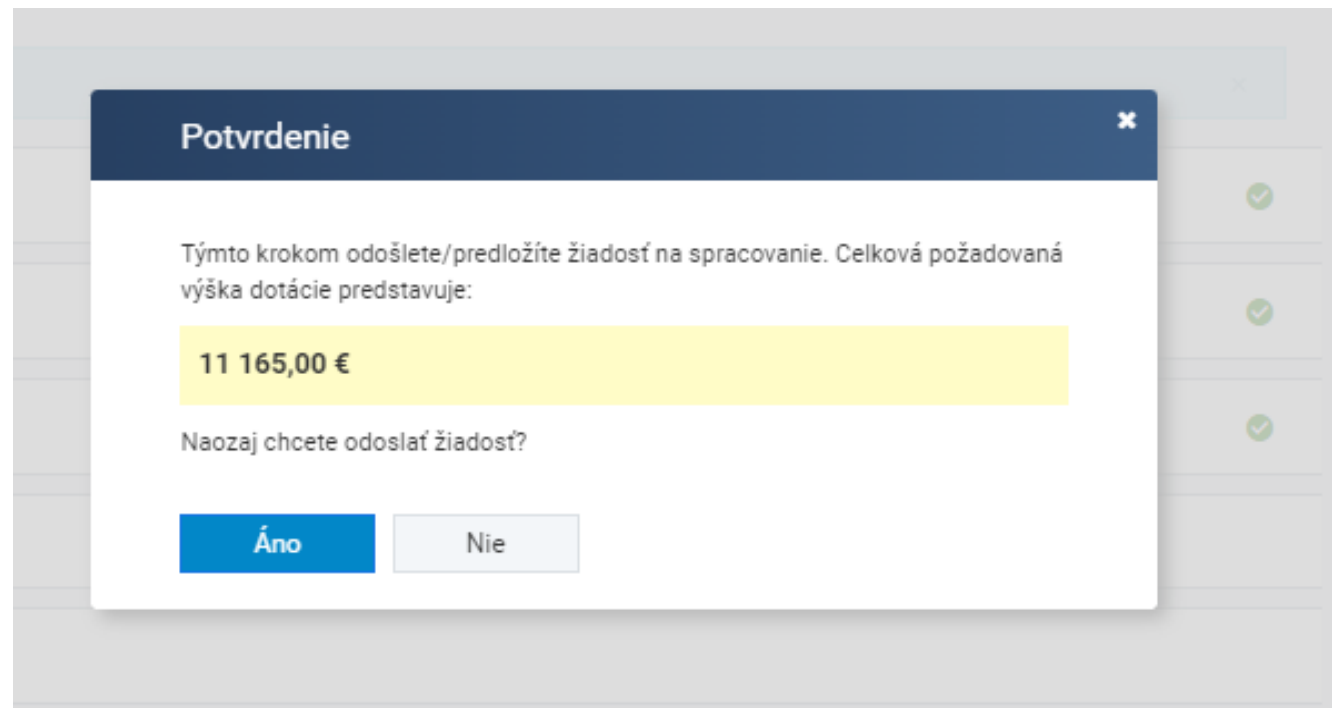 Potvrdenie
Týmto krokom odošlete/predložíte žiadosť na spracovanie. Celková požadovaná
výška dotácie predstavuje:
11 165,00 €
Naozaj chcete odoslať žiadosť?
Áno
Nie